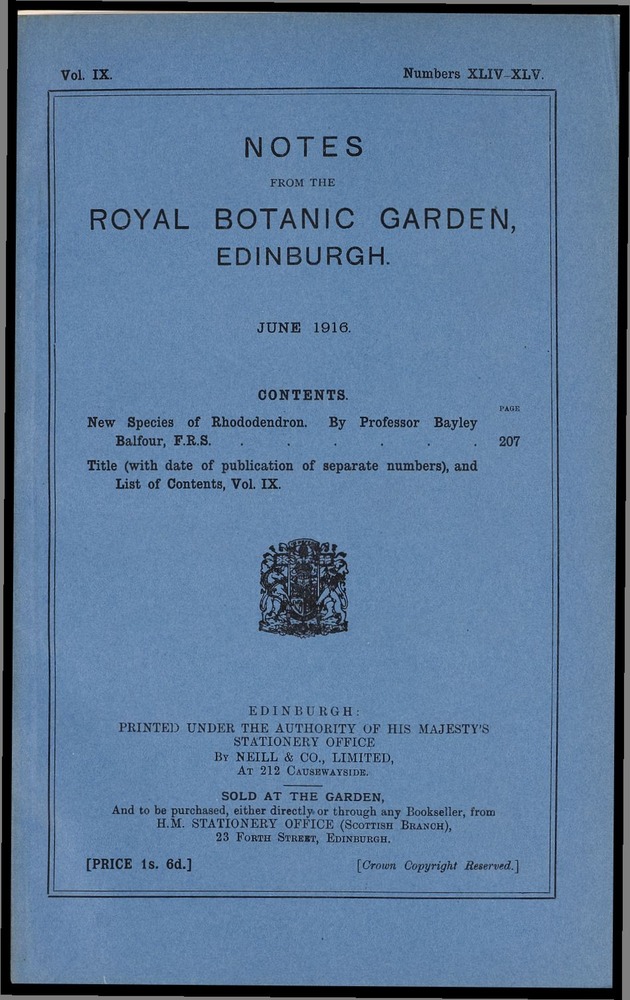 Vol. IX.
Numbers XLIV-XLV.
NOTES
FROM THE
ROYAL BOTANIC GARDEN,
EDINBURGH.
JUNE 1916.
CONTENTS.
PAGE
New Species of Rhododendron. By Professor Bayley
Balfour, F.R.S. . . . . . . 207
Title (with date of publication of separate numbers), and
List of Contents, Vol. IX.
EDINBURGH:
PRINTED UNDER THE AUTHORITY OF HIS MAJESTY'S
STATIONERY OFFICE
BY NEILL & CO., LIMITED,
AT 212 CAUSEWAYSIDE.
SOLD AT THE GARDEN,
And to be purchased, either directly or through any Bookseller, from
H.M. STATIONERY OFFICE (SCOTTISH BRANCH),
23 FORTH STREET, EDINBURGH.
[PRICE 1s. 6d.]
[Crown Copyright Reserved.]